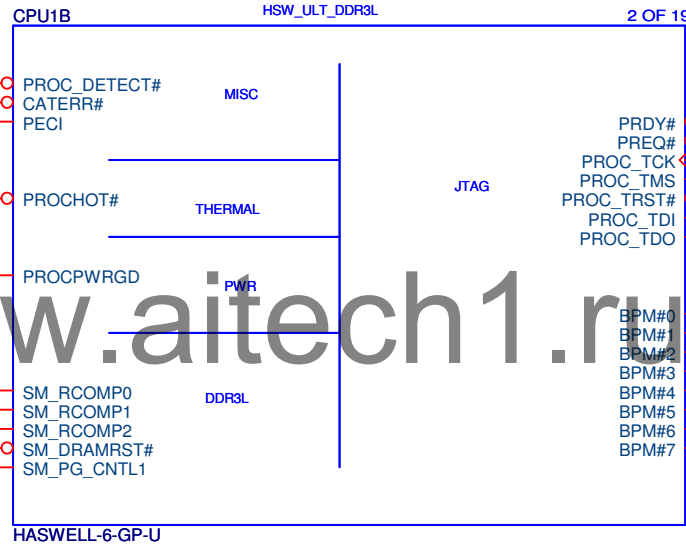 CPU1B
HSW_ULT_DDR3L
2 OF 19
PROC_DETECT#
CATERR#
PECI
MISC
PROCHOT#
THERMAL
PROCPWRGD
PWR
SM_RCOMP0
SM_RCOMP1
SM_RCOMP2
SM_DRAMRST#
SM_PG_CNTL1
DDR3L
JTAG
PRDY#
PREQ#
PROC_TCK
PROC_TMS
PROC_TRST#
PROC_TDI
PROC_TDO
BPM#0
BPM#1
BPM#2
BPM#3
BPM#4
BPM#5
BPM#6
BPM#7
w.aitech1.ru
HASWELL-6-GP-U